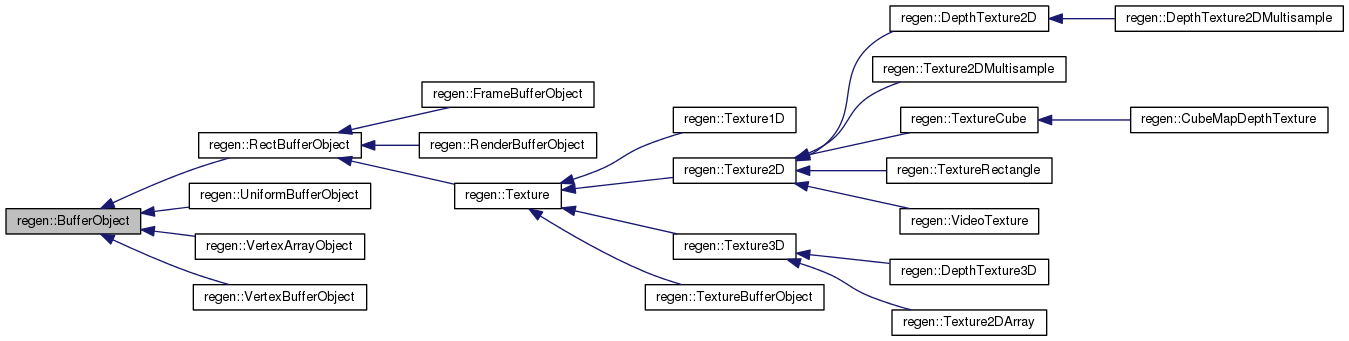 regen::DepthTexture2D
regen::DepthTexture2DMultisample
regen::Texture2DMultisample
regen::FrameBufferObject
regen::Texture1D
regen::TextureCube
regen::CubeMapDepthTexture
regen::RectBufferObject
regen::RenderBufferObject
regen::Texture2D
regen::TextureRectangle
regen::UniformBufferObject
regen::Texture
regen::BufferObject
regen::VideoTexture
regen::VertexArrayObject
regen::Texture3D
regen::DepthTexture3D
regen::VertexBufferObject
regen::TextureBufferObject
regen::Texture2DArray